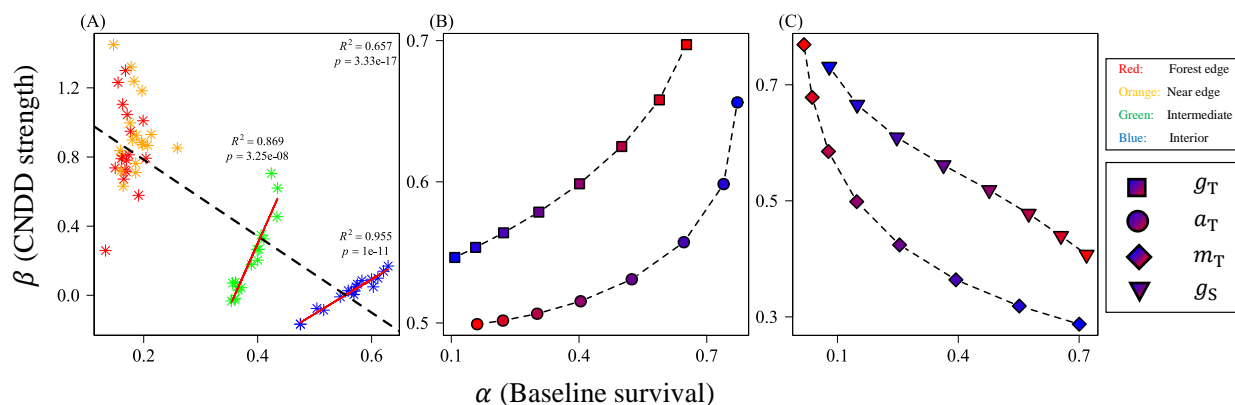 (A)
(B)
(C)
R² = 0.657
p = 3.33e-17
R² = 0.869
p = 3.25e-08
R² = 0.955
p = 1e-11
β (CNDD strength)
1.2
0.8
0.4
0.0
0.2
0.4
0.6
0.7
0.6
0.5
0.1
0.4
0.7
0.7
0.5
0.3
0.1
0.4
0.7
α (Baseline survival)
Red: Forest edge
Orange: Near edge
Green: Intermediate
Blue: Interior
g_T
a_T
m_T
g_S